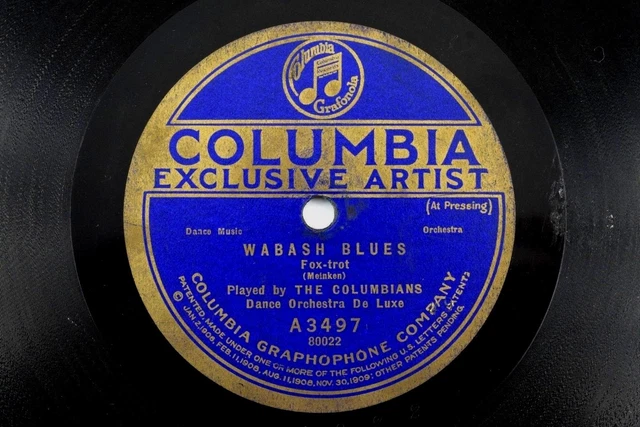 Columbia
Grafonola
COLUMBIA
EXCLUSIVE ARTIST
(At Pressing)
Dance Music
Orchestra
WABASH BLUES
Fox-trot
(Meinken)
Played by THE COLUMBIANS
Dance Orchestra De Luxe
A3497
80022
COLUMBIA GRAPHOPHONE COMPANY
PATENTED, MADE UNDER ONE OR MORE OF THE FOLLOWING U.S. LETTERS PATENTS
© JAN. 2, 1906, FEB. 11, 1908, AUG. 11, 1908, NOV. 30, 1909; OTHER PATENTS PENDING.